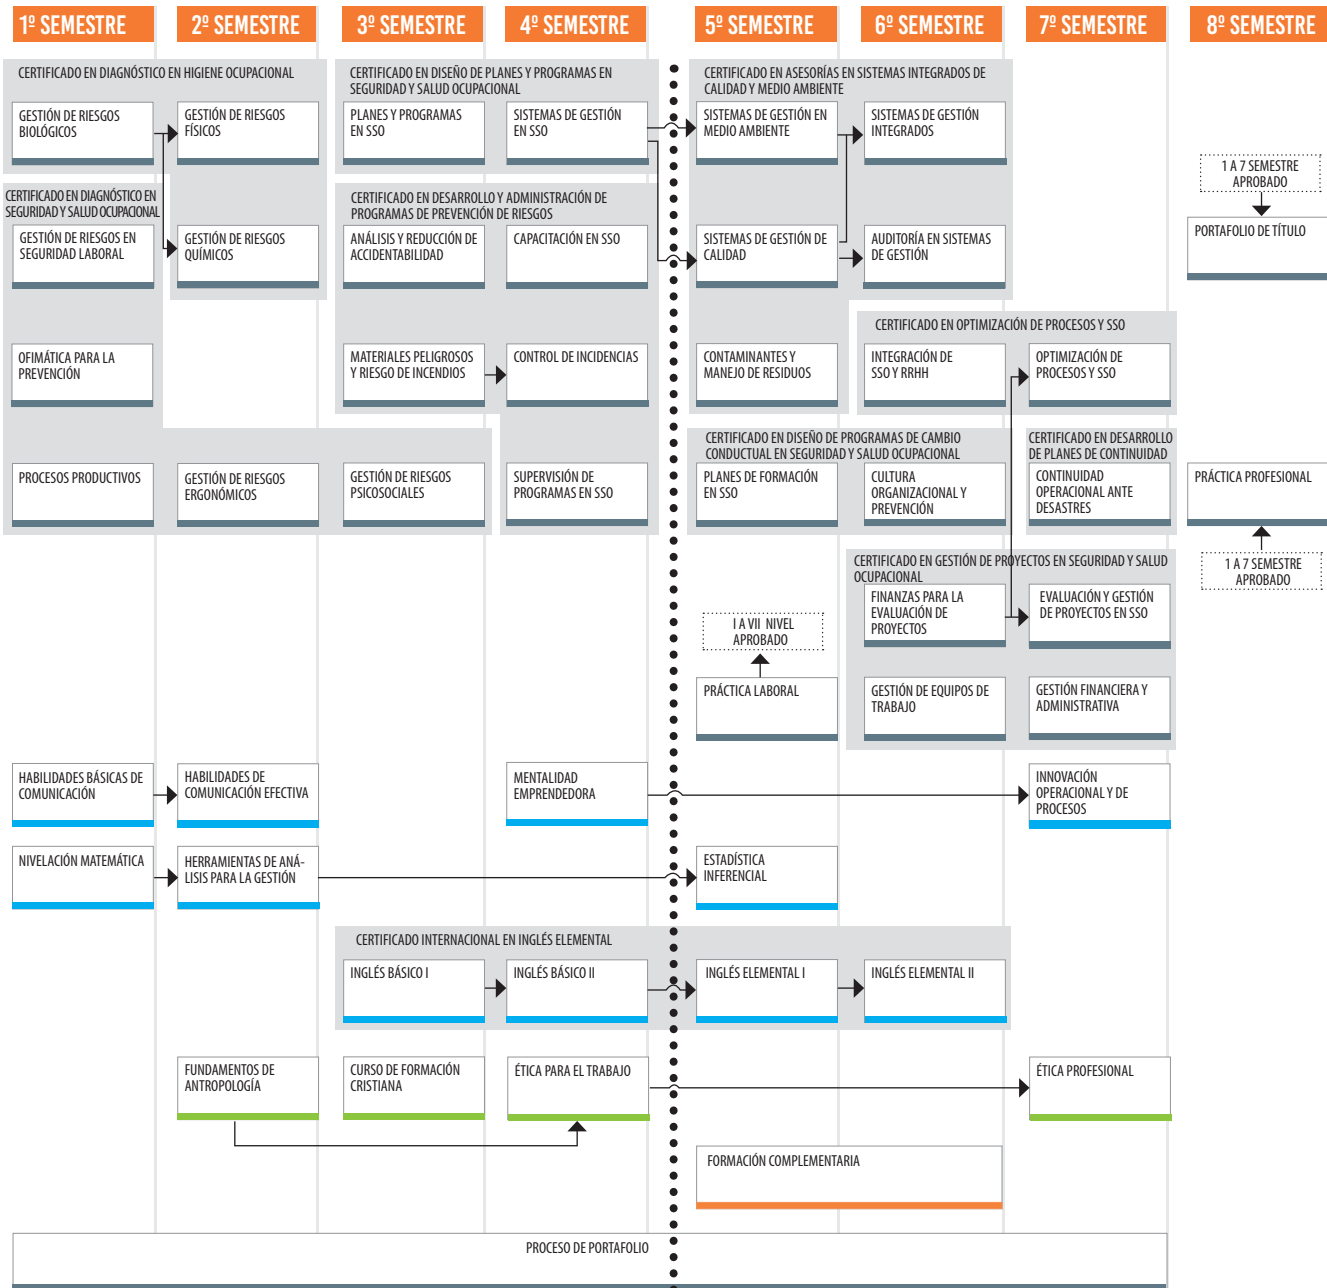 1º SEMESTRE
2º SEMESTRE
3º SEMESTRE
4º SEMESTRE
5º SEMESTRE
6º SEMESTRE
7º SEMESTRE
8º SEMESTRE
CERTIFICADO EN DIAGNÓSTICO EN HIGIENE OCUPACIONAL
CERTIFICADO EN DISEÑO DE PLANES Y PROGRAMAS EN
SEGURIDAD Y SALUD OCUPACIONAL
CERTIFICADO EN ASESORÍAS EN SISTEMAS INTEGRADOS DE
CALIDAD Y MEDIO AMBIENTE
GESTIÓN DE RIESGOS
BIOLÓGICOS
GESTIÓN DE RIESGOS
FÍSICOS
PLANES Y PROGRAMAS
EN SSO
SISTEMAS DE GESTIÓN
EN SSO
SISTEMAS DE GESTIÓN EN
MEDIO AMBIENTE
SISTEMAS DE GESTIÓN
INTEGRADOS
1 A 7 SEMESTRE
APROBADO
CERTIFICADO EN DIAGNÓSTICO EN
SEGURIDAD Y SALUD OCUPACIONAL
CERTIFICADO EN DESARROLLO Y ADMINISTRACIÓN DE
PROGRAMAS DE PREVENCIÓN DE RIESGOS
GESTIÓN DE RIESGOS EN
SEGURIDAD LABORAL
GESTIÓN DE RIESGOS
QUÍMICOS
ANÁLISIS Y REDUCCIÓN DE
ACCIDENTABILIDAD
CAPACITACIÓN EN SSO
SISTEMAS DE GESTIÓN DE
CALIDAD
AUDITORÍA EN SISTEMAS
DE GESTIÓN
PORTAFOLIO DE TÍTULO
CERTIFICADO EN OPTIMIZACIÓN DE PROCESOS Y SSO
OFIMÁTICA PARA LA
PREVENCIÓN
MATERIALES PELIGROSOS
Y RIESGO DE INCENDIOS
CONTROL DE INCIDENCIAS
CONTAMINANTES Y
MANEJO DE RESIDUOS
INTEGRACIÓN DE
SSO Y RRHH
OPTIMIZACIÓN DE
PROCESOS Y SSO
CERTIFICADO EN DISEÑO DE PROGRAMAS DE CAMBIO
CONDUCTUAL EN SEGURIDAD Y SALUD OCUPACIONAL
CERTIFICADO EN DESARROLLO
DE PLANES DE CONTINUIDAD
PROCESOS PRODUCTIVOS
GESTIÓN DE RIESGOS
ERGONÓMICOS
GESTIÓN DE RIESGOS
PSICOSOCIALES
SUPERVISIÓN DE
PROGRAMAS EN SSO
PLANES DE FORMACIÓN
EN SSO
CULTURA
ORGANIZACIONAL Y
PREVENCIÓN
CONTINUIDAD
OPERACIONAL ANTE
DESASTRES
PRÁCTICA PROFESIONAL
1 A 7 SEMESTRE
APROBADO
CERTIFICADO EN GESTIÓN DE PROYECTOS EN SEGURIDAD Y SALUD
OCUPACIONAL
FINANZAS PARA LA
EVALUACIÓN DE
PROYECTOS
EVALUACIÓN Y GESTIÓN
DE PROYECTOS EN SSO
I A VII NIVEL
APROBADO
PRÁCTICA LABORAL
GESTIÓN DE EQUIPOS DE
TRABAJO
GESTIÓN FINANCIERA Y
ADMINISTRATIVA
HABILIDADES BÁSICAS DE
COMUNICACIÓN
HABILIDADES DE
COMUNICACIÓN EFECTIVA
MENTALIDAD
EMPRENDEDORA
INNOVACIÓN
OPERACIONAL Y DE
PROCESOS
NIVELACIÓN MATEMÁTICA
HERRAMIENTAS DE ANÁ-
LISIS PARA LA GESTIÓN
ESTADÍSTICA
INFERENCIAL
CERTIFICADO INTERNACIONAL EN INGLÉS ELEMENTAL
INGLÉS BÁSICO I
INGLÉS BÁSICO II
INGLÉS ELEMENTAL I
INGLÉS ELEMENTAL II
FUNDAMENTOS DE
ANTROPOLOGÍA
CURSO DE FORMACIÓN
CRISTIANA
ÉTICA PARA EL TRABAJO
ÉTICA PROFESIONAL
FORMACIÓN COMPLEMENTARIA
PROCESO DE PORTAFOLIO